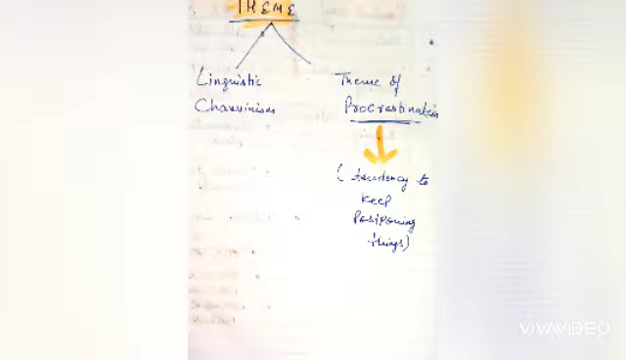 THEME
Linguistic
Chauvinism
Theme of
Procrastination
( tendency to
keep
Postponing
things)
VIVAVIDEO